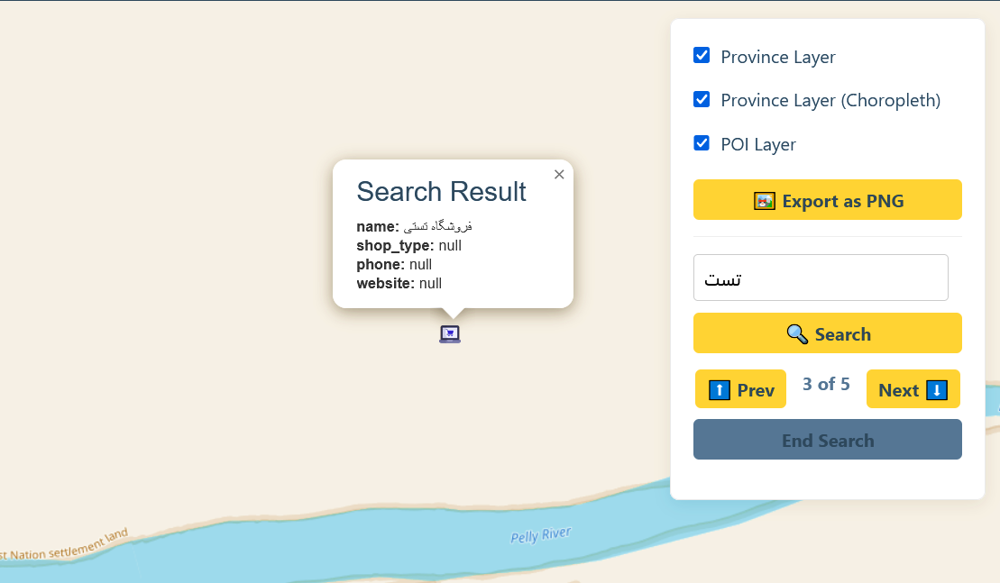 Province Layer
Province Layer (Choropleth)
POI Layer
Export as PNG
تست
Search
Prev
3 of 5
Next
End Search
Search Result
×
name: فروشگاه تستی
shop_type: null
phone: null
website: null
Pelly River
st Nation settlement land